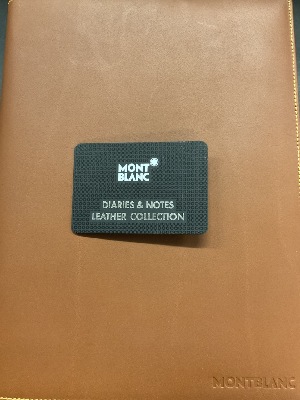 MONT
BLANC
DIARIES & NOTES
LEATHER COLLECTION
MONTBLANC